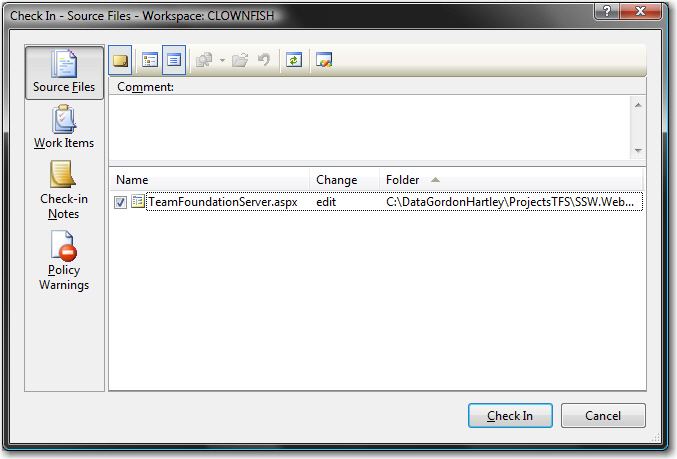 Check In - Source Files - Workspace: CLOWNFISH
Source Files
Work Items
Check-in
Notes
Policy
Warnings
Comment:
Name Change Folder
TeamFoundationServer.aspx edit C:\DataGordonHartley\ProjectsTFS\SSW.Web...
Check In Cancel